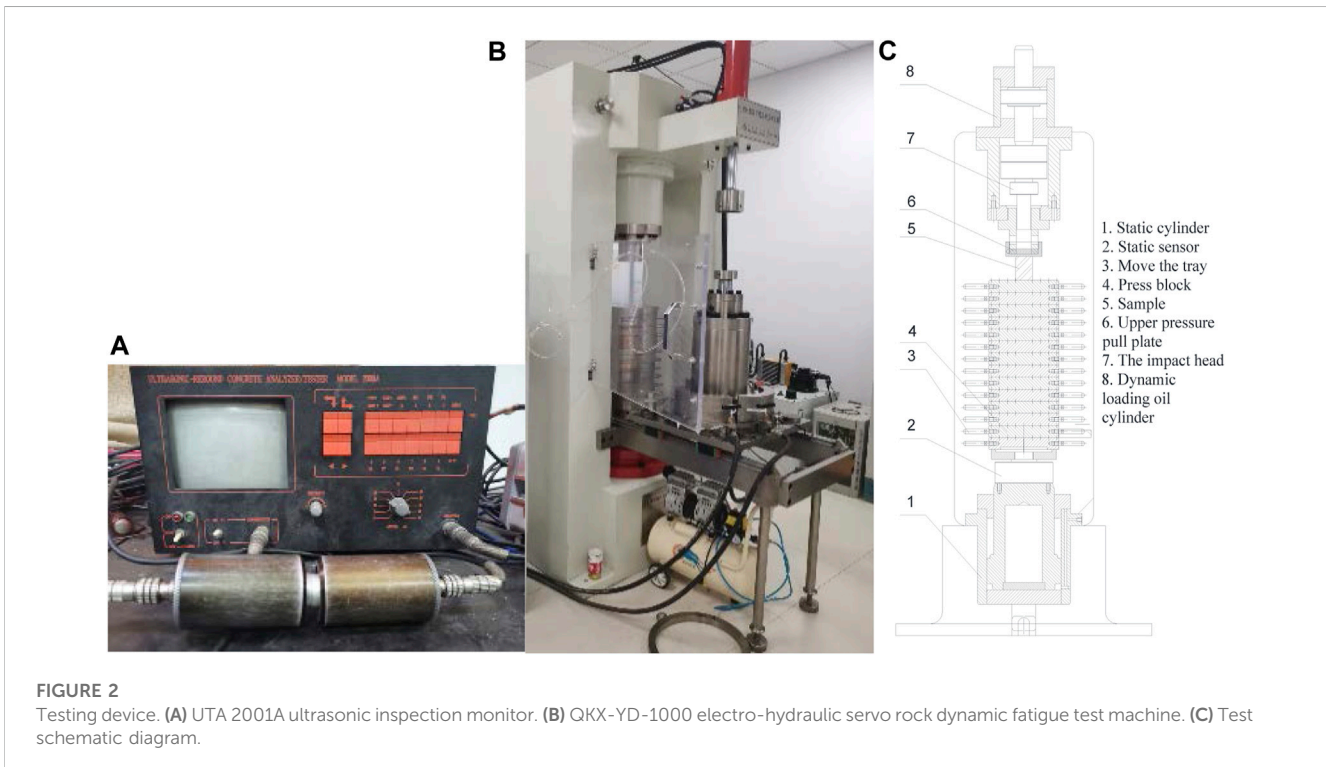 A
ULTRASONIC-REBOUND CONCRETE ANALYZER/TESTER MODEL 2001A
B
C
8
7
6
5
4
3
2
1
1. Static cylinder
2. Static sensor
3. Move the tray
4. Press block
5. Sample
6. Upper pressure
pull plate
7. The impact head
8. Dynamic
loading oil
cylinder
FIGURE 2
Testing device. (A) UTA 2001A ultrasonic inspection monitor. (B) QKX-YD-1000 electro-hydraulic servo rock dynamic fatigue test machine. (C) Test
schematic diagram.